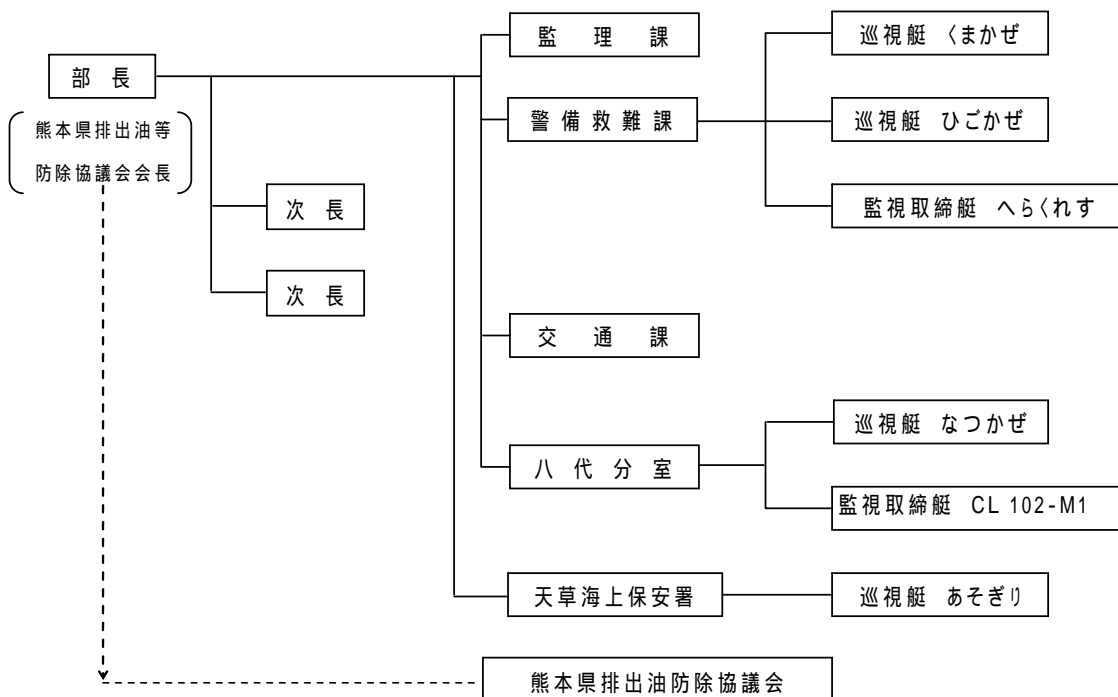 監理課
巡視艇 くまかぜ
部長
熊本県排出油等
防除協議会会長
警備救難課
巡視艇 ひごかぜ
次長
監視取締艇 へらくれす
次長
交通課
巡視艇 なつかぜ
八代分室
監視取締艇 CL 102-M1
天草海上保安署
巡視艇 あそぎり
熊本県排出油防除協議会